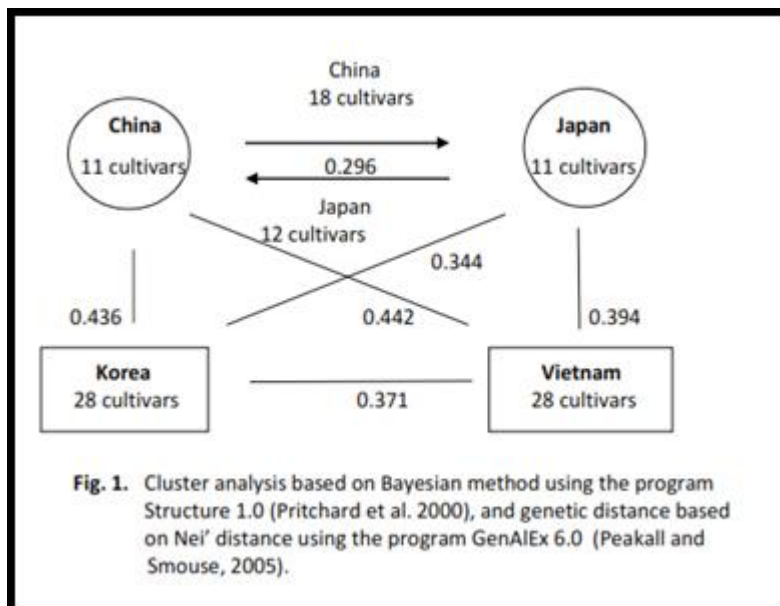 China
18 cultivars
China
11 cultivars
0.296
Japan
11 cultivars
Japan
12 cultivars
0.344
0.436
0.442
0.394
Korea
28 cultivars
0.371
Vietnam
28 cultivars
Fig. 1. Cluster analysis based on Bayesian method using the program
Structure 1.0 (Pritchard et al. 2000), and genetic distance based
on Nei' distance using the program GenAlEx 6.0 (Peakall and
Smouse, 2005).